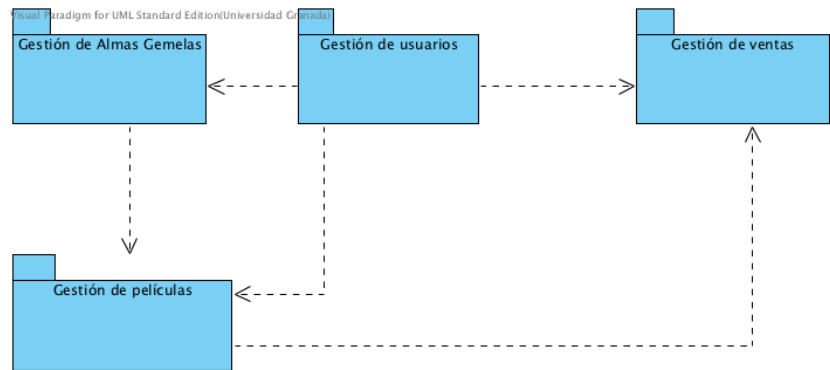 Visual Paradigm for UML Standard Edition(Universidad Granada)
Gestión de Almas Gemelas
Gestión de usuarios
Gestión de ventas
Gestión de películas